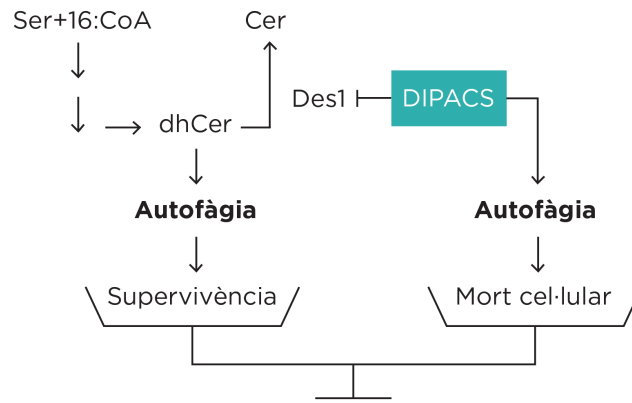 Ser+16:CoA
Cer
Des1
DIPACS
dhCer
Autofàgia
Autofàgia
Supervivència
Mort cel·lular